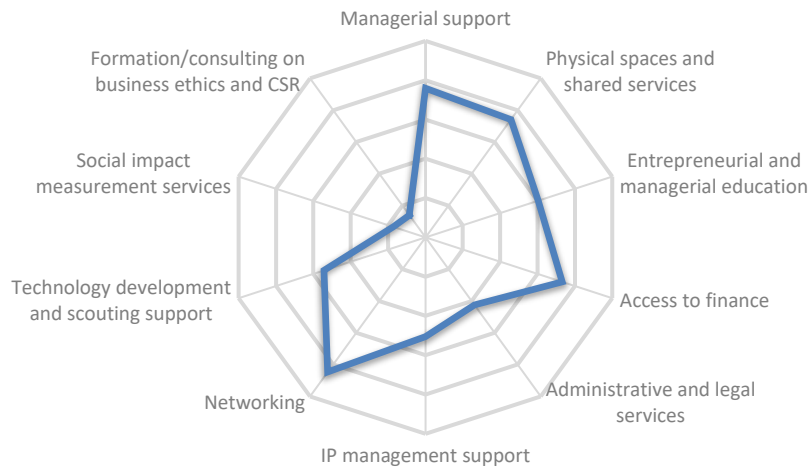 Managerial support
Physical spaces and
shared services
Entrepreneurial and
managerial education
Access to finance
Administrative and legal
services
IP management support
Networking
Technology development
and scouting support
Social impact
measurement services
Formation/consulting on
business ethics and CSR